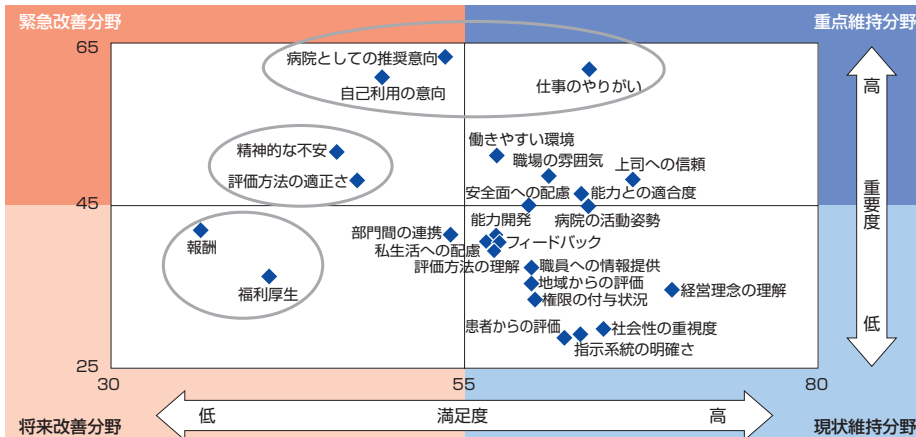 緊急改善分野
重点維持分野
65
病院としての推奨意向
自己利用の意向
仕事のやりがい
高
働きやすい環境
精神的な不安
職場の雰囲気
上司への信頼
評価方法の適正さ
安全面への配慮
能力との適合度
45
重要度
能力開発
病院の活動姿勢
報酬
部門間の連携
フィードバック
私生活への配慮
評価方法の理解
職員への情報提供
福利厚生
地域からの評価
経営理念の理解
権限の付与状況
低
患者からの評価
社会性の重視度
指示系統の明確さ
25
30
55
80
低
満足度
高
将来改善分野
現状維持分野